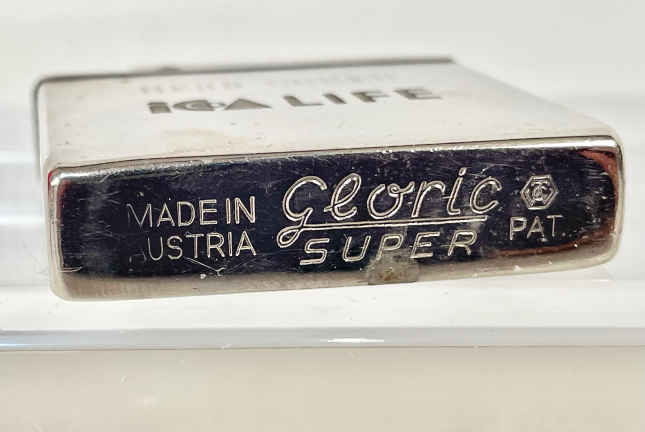 ICA LIFE
MADE IN
AUSTRIA
Gloric
SUPER
PAT.